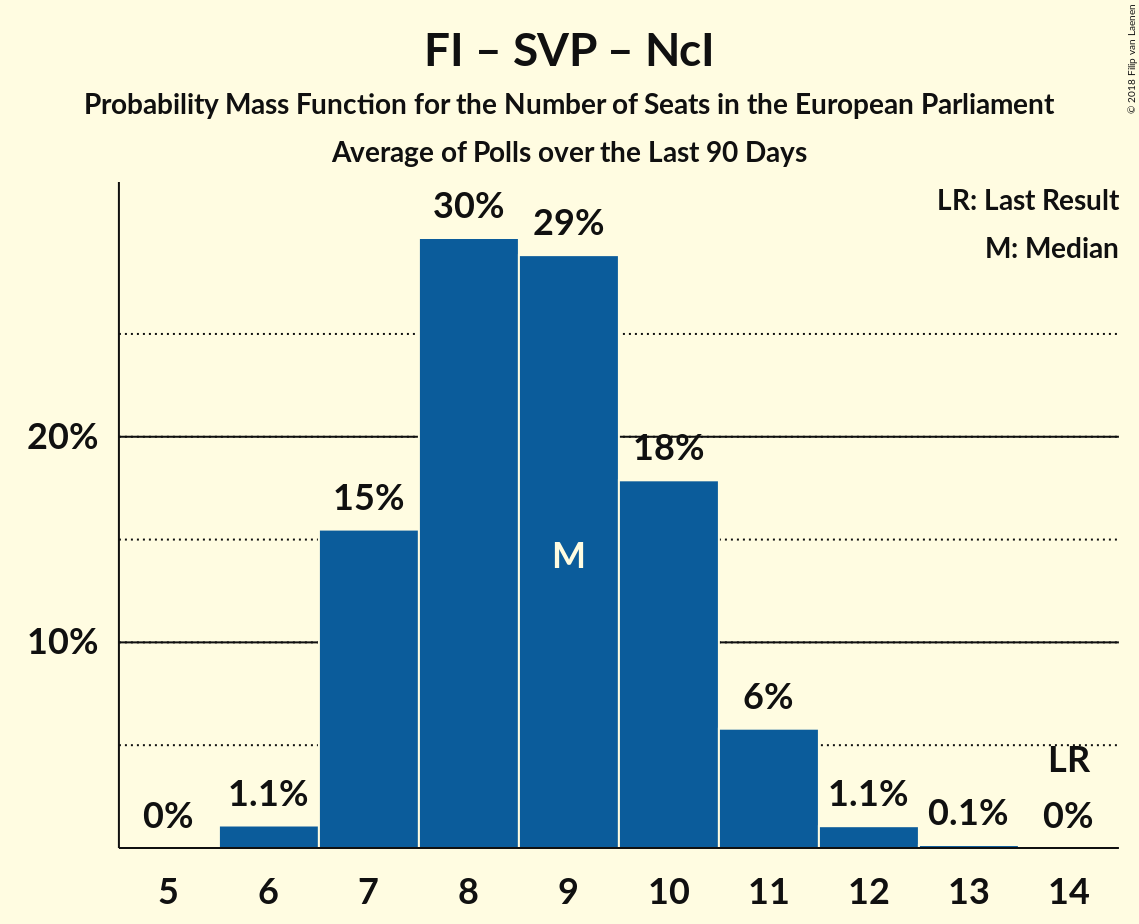 FI – SVP – NcI
Probability Mass Function for the Number of Seats in the European Parliament
Average of Polls over the Last 90 Days
© 2018 Filip van Laenen
LR: Last Result
M: Median
30%
29%
20%
18%
15%
M
10%
6%
LR
0%
1.1%
1.1%
0.1%
0%
5
6
7
8
9
10
11
12
13
14